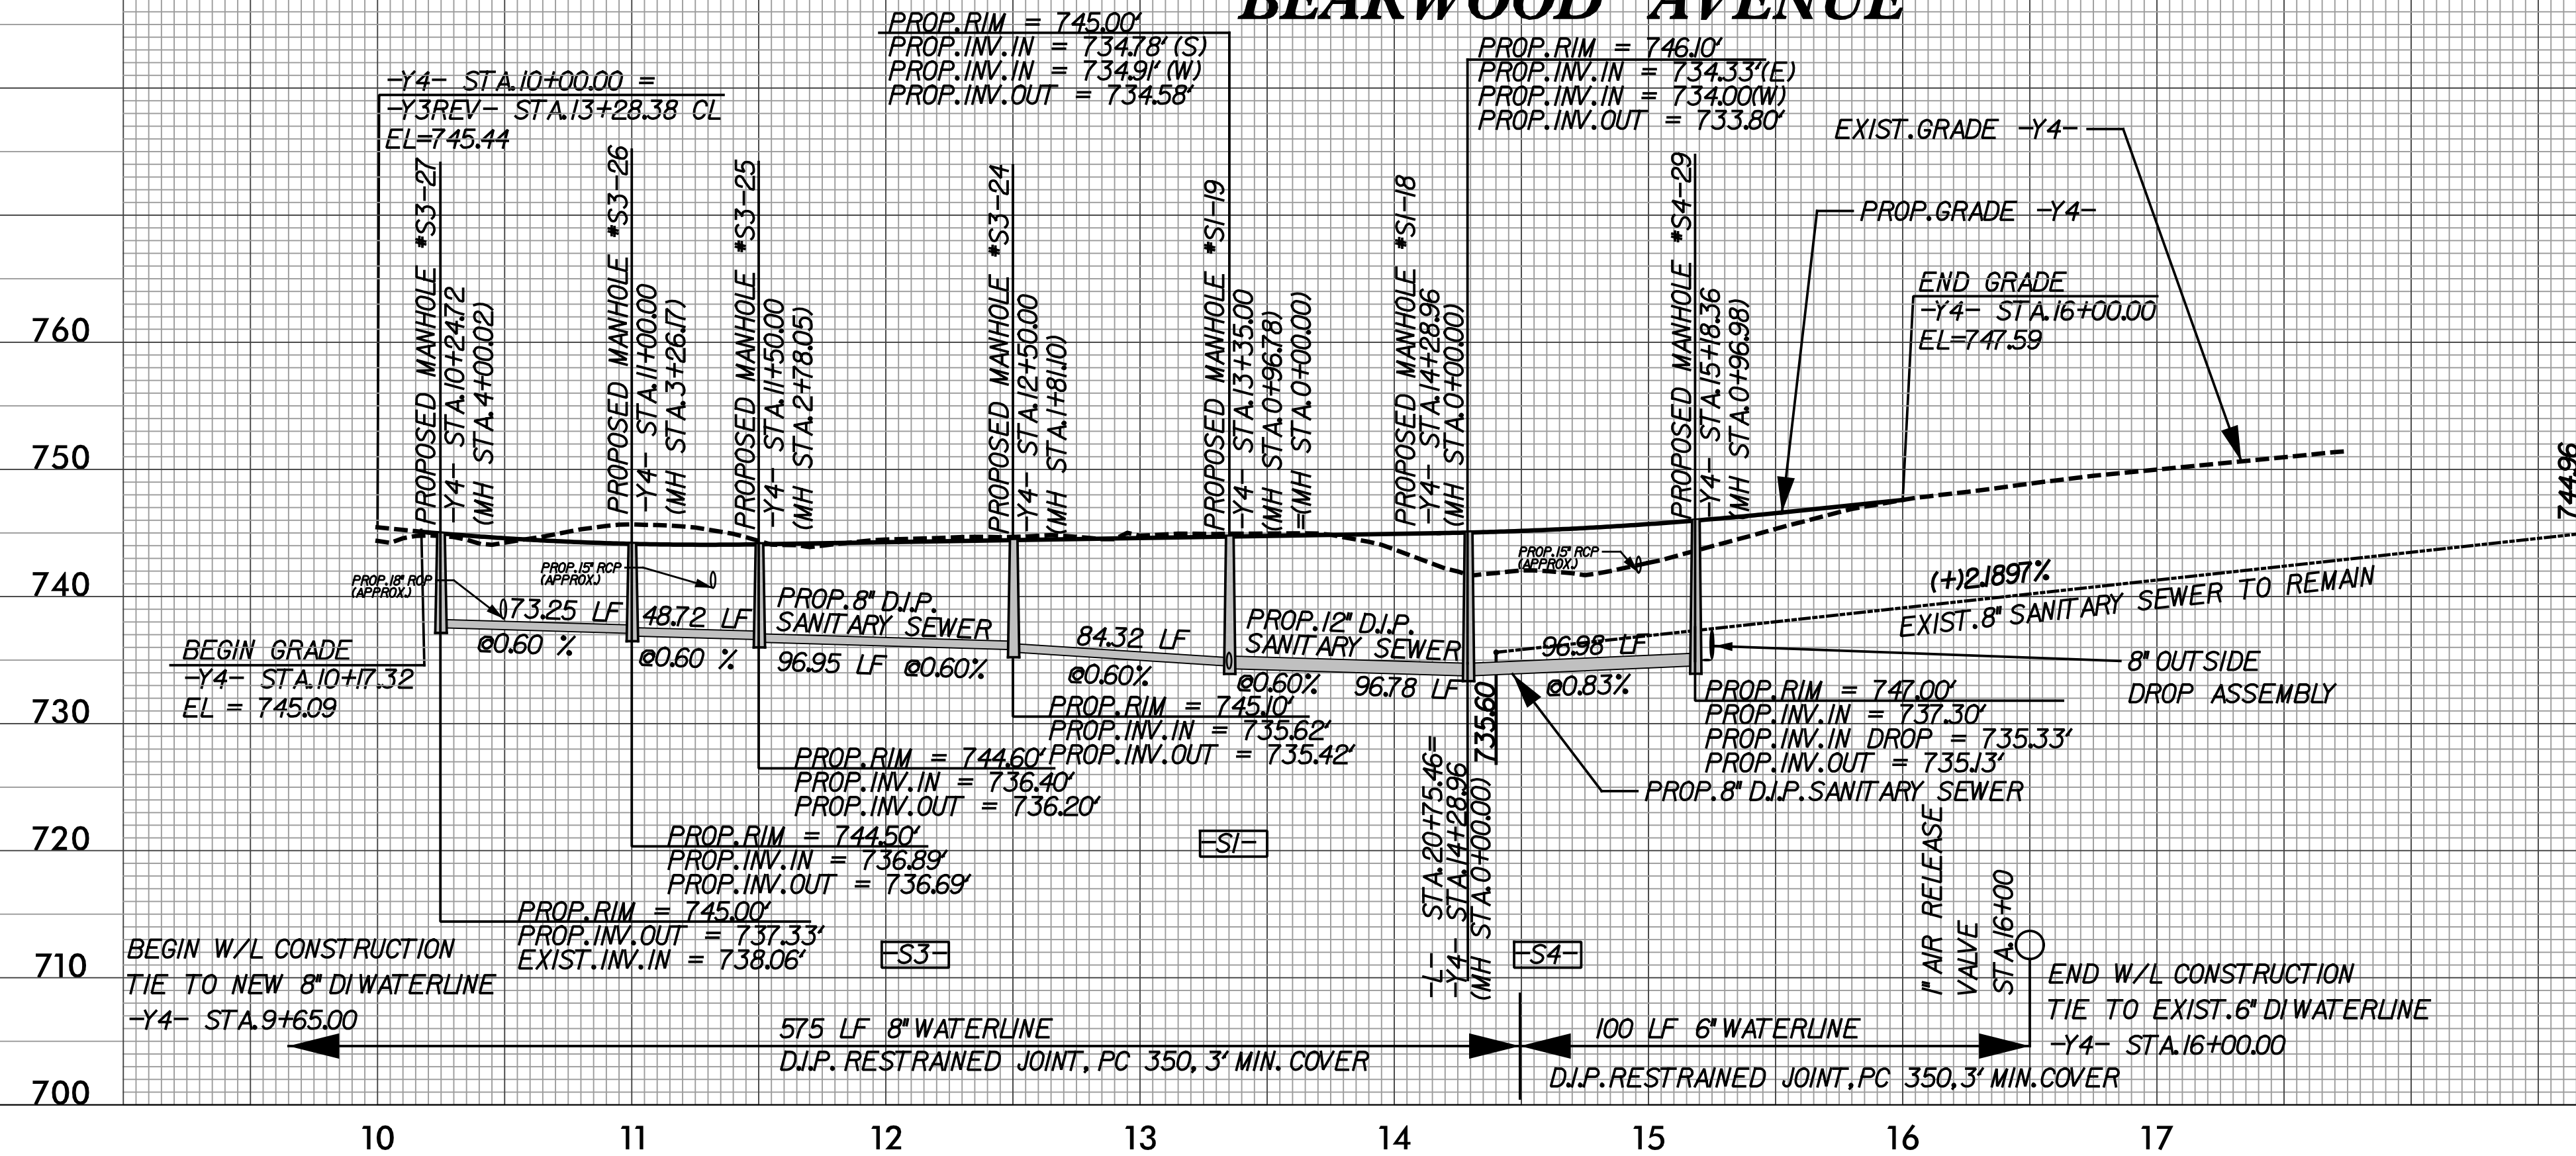 BEARWOOD AVENUE
PROP.RIM = 745.00'
PROP.INV.IN = 734.78' (S)
PROP.INV.IN = 734.91' (W)
PROP.INV.OUT = 734.58'
PROP.RIM = 746.10'
PROP.INV.IN = 734.33'(E)
PROP.INV.IN = 734.00(W)
PROP.INV.OUT = 733.80'
-Y4- STA.10+00.00 =
-Y3REV- STA.13+28.38 CL
EL=745.44
EXIST.GRADE -Y4-
PROP.GRADE -Y4-
END GRADE
-Y4- STA.16+00.00
EL=747.59
PROPOSED MANHOLE *S3-27
-Y4- STA.10+24.72
(MH STA.4+00.02)
PROPOSED MANHOLE *S3-26
-Y4- STA.11+00.00
(MH STA.3+26.17)
PROPOSED MANHOLE *S3-25
-Y4- STA.11+50.00
(MH STA.2+78.05)
PROPOSED MANHOLE *S3-24
-Y4- STA.12+50.00
(MH STA.1+81.10)
PROPOSED MANHOLE *S1-19
-Y4- STA.13+35.00
(MH STA.0+96.78)
=(MH STA.0+00.00)
PROPOSED MANHOLE *S1-18
-Y4- STA.14+28.96
(MH STA.0+00.00)
PROPOSED MANHOLE *S4-29
-Y4- STA.15+18.36
(MH STA.0+96.98)
760
750
740
730
720
710
700
744.96
PROP.18" RCP
(APPROX.)
PROP.15" RCP
(APPROX.)
PROP.15" RCP
(APPROX.)
73.25 LF
@0.60 %
48.72 LF
@0.60 %
PROP.8" D.I.P.
SANITARY SEWER
96.95 LF @0.60%
84.32 LF
@0.60%
PROP.12" D.I.P.
SANITARY SEWER
@0.60% 96.78 LF
96.98 LF
@0.83%
(+)2.1897%
EXIST.8" SANITARY SEWER TO REMAIN
8" OUTSIDE
DROP ASSEMBLY
BEGIN GRADE
-Y4- STA.10+17.32
EL = 745.09
PROP.RIM = 745.10'
PROP.INV.IN = 735.62'
PROP.INV.OUT = 735.42'
PROP.RIM = 744.60'
PROP.INV.IN = 736.40'
PROP.INV.OUT = 736.20'
PROP.RIM = 744.50'
PROP.INV.IN = 736.89'
PROP.INV.OUT = 736.69'
PROP.RIM = 745.00'
PROP.INV.OUT = 737.33'
EXIST.INV.IN = 738.06'
PROP.RIM = 747.00'
PROP.INV.IN = 737.30'
PROP.INV.IN DROP = 735.33'
PROP.INV.OUT = 735.13'
PROP.8" D.I.P.SANITARY SEWER
735.60
-L- STA.20+75.46=
-Y4- STA.14+28.96
(MH STA.0+00.00)
-S1-
-S3-
-S4-
1" AIR RELEASE
VALVE
STA.16+00
BEGIN W/L CONSTRUCTION
TIE TO NEW 8" DI WATERLINE
-Y4- STA.9+65.00
END W/L CONSTRUCTION
TIE TO EXIST.6" DI WATERLINE
-Y4- STA.16+00.00
575 LF 8" WATERLINE
D.I.P. RESTRAINED JOINT, PC 350, 3' MIN. COVER
100 LF 6" WATERLINE
D.I.P.RESTRAINED JOINT,PC 350,3' MIN.COVER
10 11 12 13 14 15 16 17